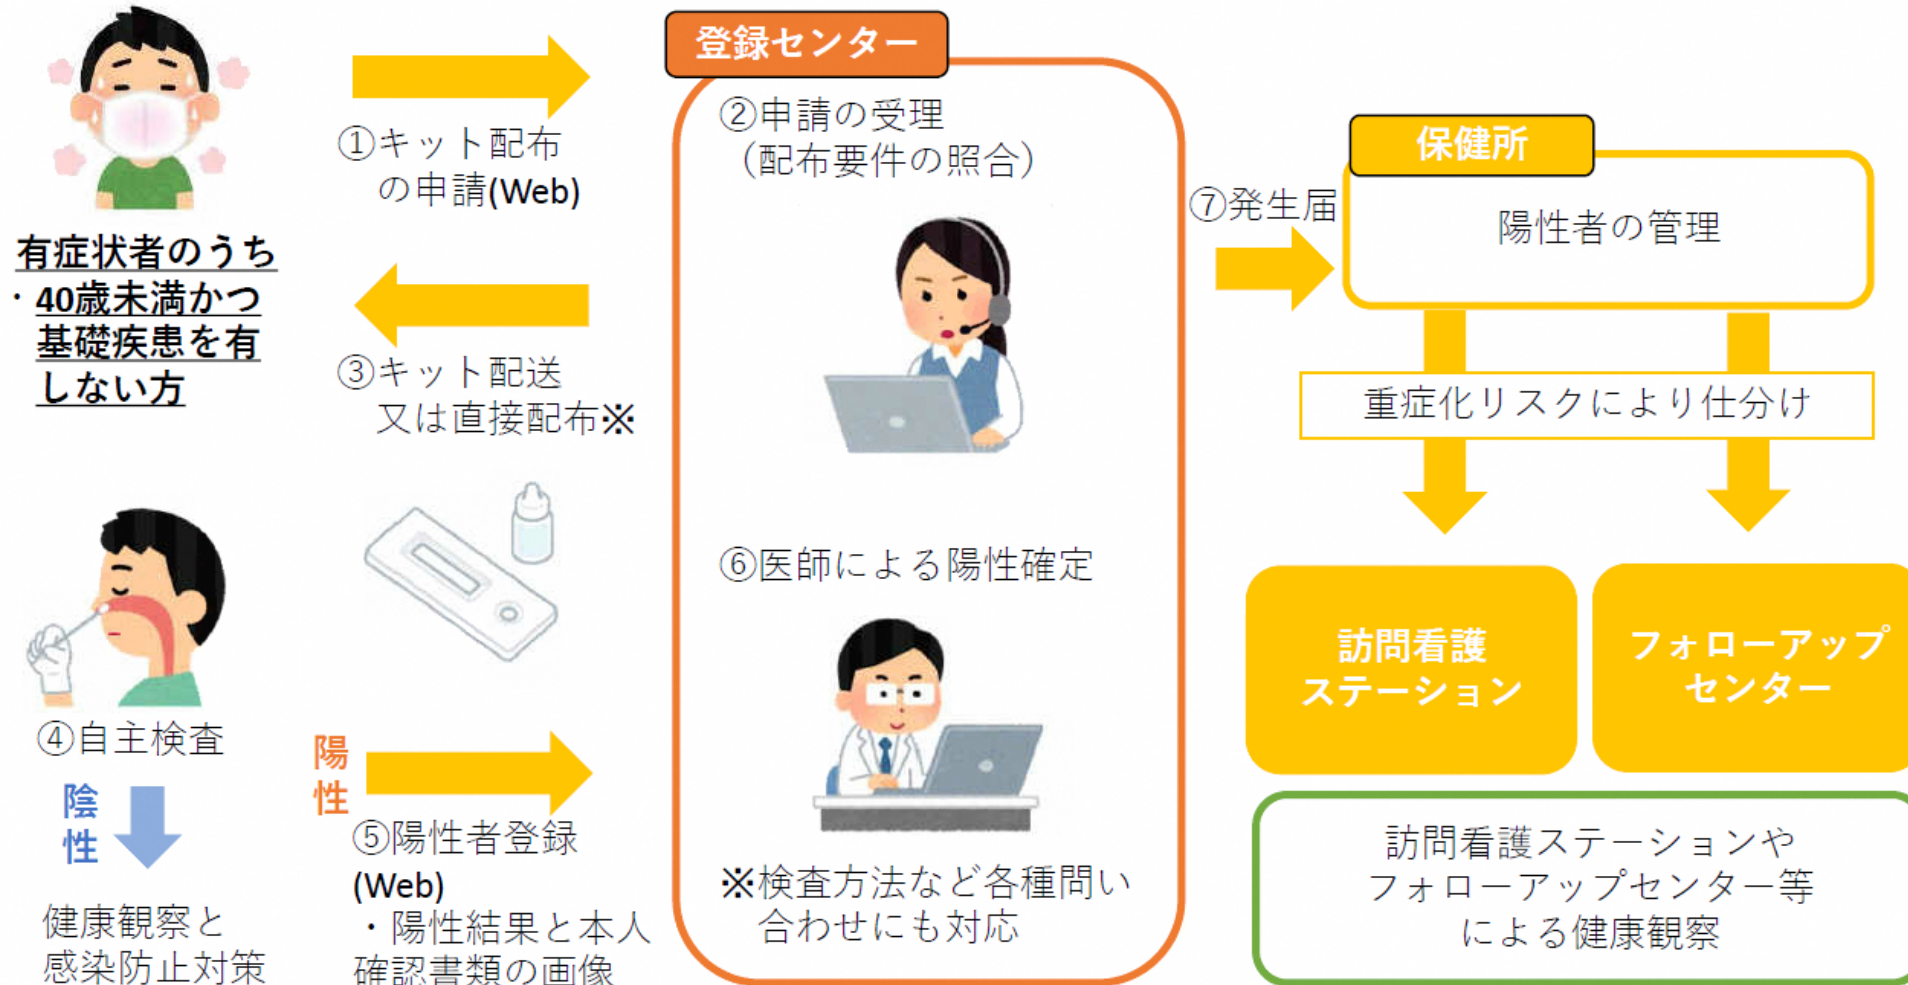 有症状者のうち
・40歳未満かつ
基礎疾患を有
しない方
①キット配布
の申請(Web)
登録センター
②申請の受理
（配布要件の照合）
③キット配送
又は直接配布※
④自主検査
陰
性
健康観察と
感染防止対策
陽
性
⑤陽性者登録
(Web)
・陽性結果と本人
確認書類の画像
⑥医師による陽性確定
※検査方法など各種問い
合わせにも対応
⑦発生届
保健所
陽性者の管理
重症化リスクにより仕分け
訪問看護
ステーション
フォローアップ
センター
訪問看護ステーションや
フォローアップセンター等
による健康観察